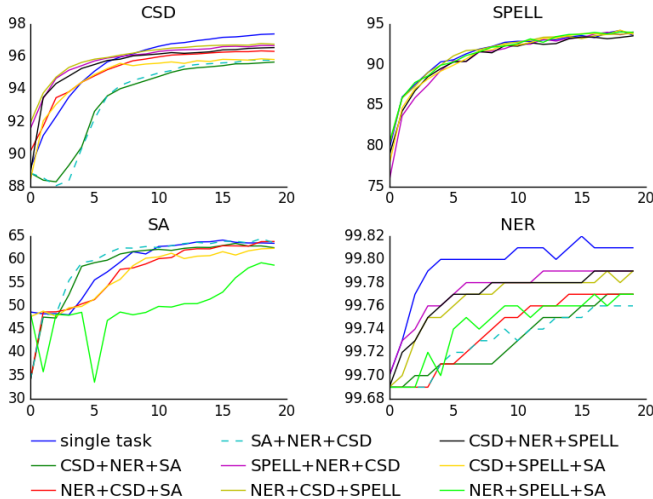 CSD
SPELL
98
96
94
92
90
88
0 5 10 15 20
95
90
85
80
75
0 5 10 15 20
SA
NER
65
60
55
50
45
40
35
30
0 5 10 15 20
99.82
99.80
99.78
99.76
99.74
99.72
99.70
99.68
0 5 10 15 20
single task
SA+NER+CSD
CSD+NER+SPELL
CSD+NER+SA
SPELL+NER+CSD
CSD+SPELL+SA
NER+CSD+SA
NER+CSD+SPELL
NER+SPELL+SA